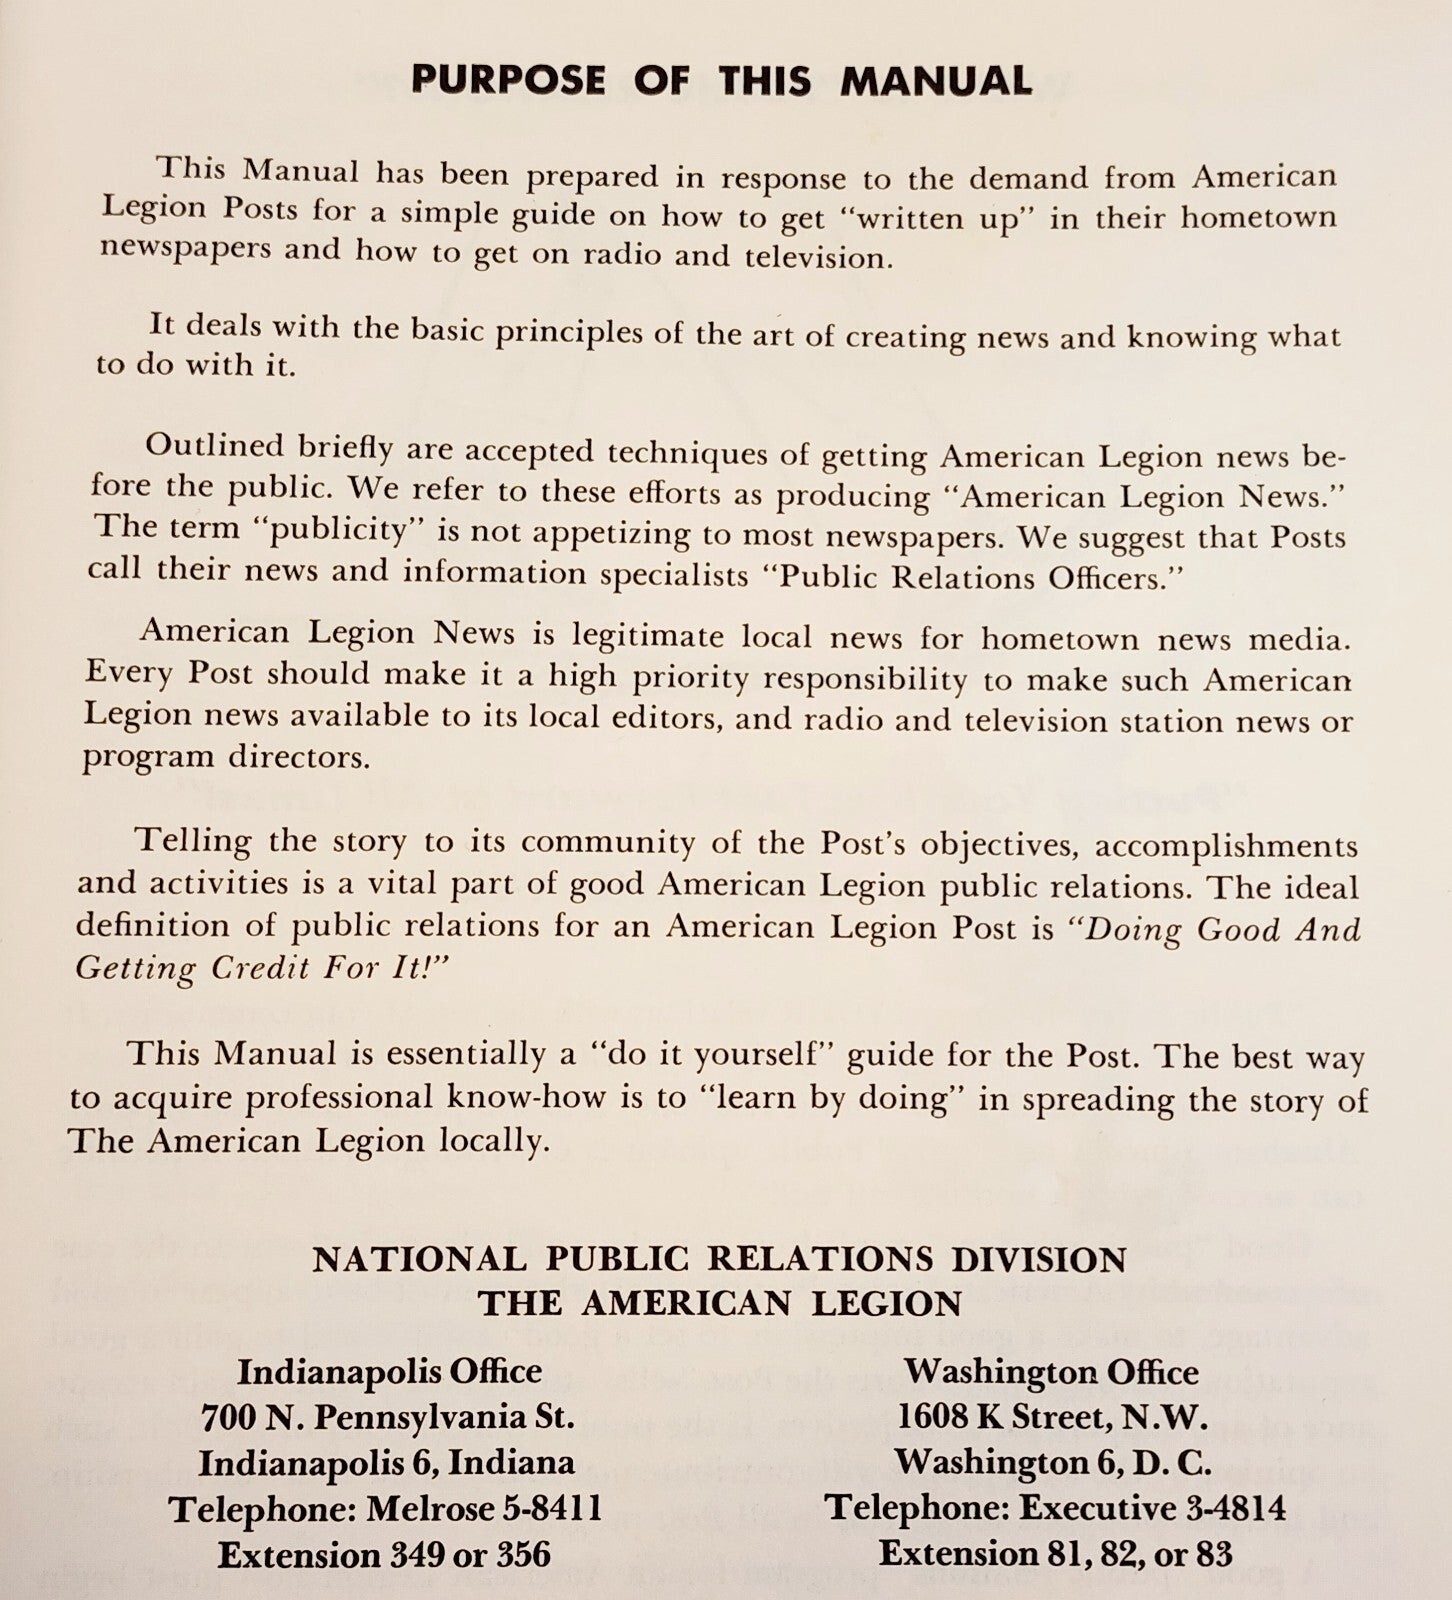 PURPOSE OF THIS MANUAL
This Manual has been prepared in response to the demand from American
Legion Posts for a simple guide on how to get “written up” in their hometown
newspapers and how to get on radio and television.
It deals with the basic principles of the art of creating news and knowing what
to do with it.
Outlined briefly are accepted techniques of getting American Legion news be-
fore the public. We refer to these efforts as producing “American Legion News.”
The term “publicity” is not appetizing to most newspapers. We suggest that Posts
call their news and information specialists “Public Relations Officers.”
American Legion News is legitimate local news for hometown news media.
Every Post should make it a high priority responsibility to make such American
Legion news available to its local editors, and radio and television station news or
program directors.
Telling the story to its community of the Post’s objectives, accomplishments
and activities is a vital part of good American Legion public relations. The ideal
definition of public relations for an American Legion Post is “Doing Good And
Getting Credit For It!”
This Manual is essentially a “do it yourself” guide for the Post. The best way
to acquire professional know-how is to “learn by doing” in spreading the story of
The American Legion locally.
NATIONAL PUBLIC RELATIONS DIVISION
THE AMERICAN LEGION
Indianapolis Office
700 N. Pennsylvania St.
Indianapolis 6, Indiana
Telephone: Melrose 5-8411
Extension 349 or 356
Washington Office
1608 K Street, N.W.
Washington 6, D. C.
Telephone: Executive 3-4814
Extension 81, 82, or 83